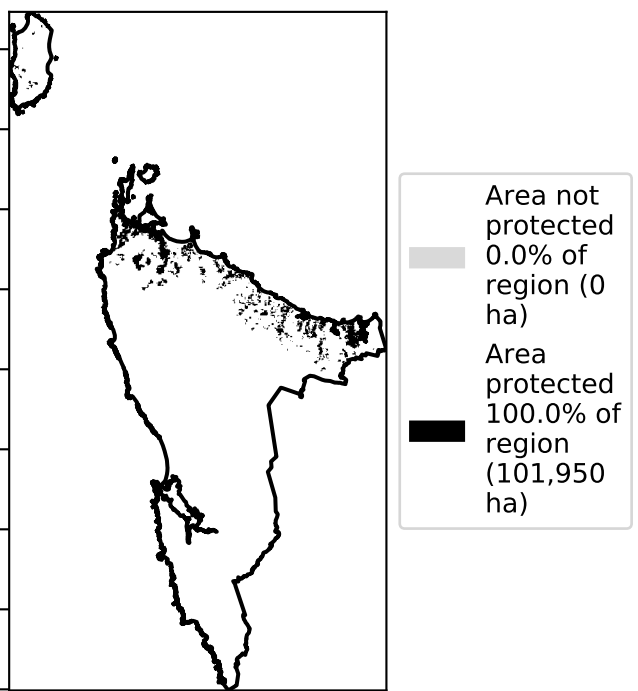 Area not
protected
0.0% of
region (0
ha)
Area
protected
100.0% of
region
(101,950
ha)